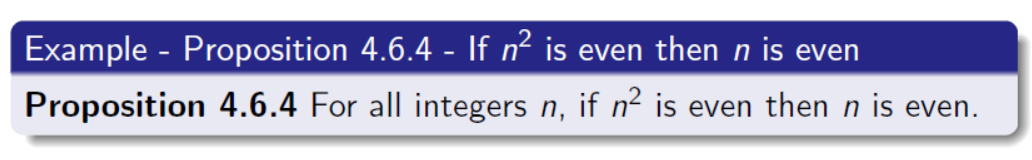 Example - Proposition 4.6.4 - If n² is even then n is even
Proposition 4.6.4 For all integers n, if n² is even then n is even.